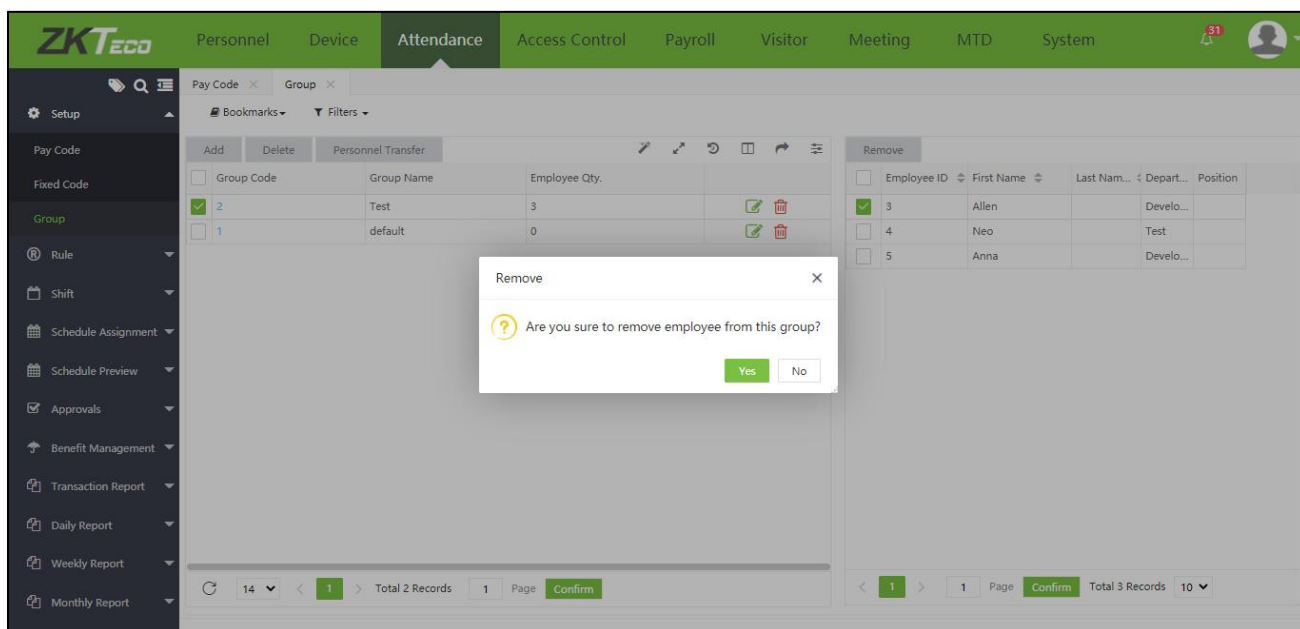 ZKTECO Personnel Device Attendance Access Control Payroll Visitor Meeting MTD System 31
Pay Code Group
Bookmarks Filters
Setup
Pay Code
Fixed Code
Group
Rule
Shift
Schedule Assignment
Schedule Preview
Approvals
Benefit Management
Transaction Report
Daily Report
Weekly Report
Monthly Report
Add Delete Personnel Transfer
Group Code Group Name Employee Qty.
2 Test 3
1 default 0
Remove
Employee ID First Name Last Nam... Depart... Position
3 Allen Develo...
4 Neo Test
5 Anna Develo...
Remove
Are you sure to remove employee from this group?
Yes No
14 < 1 > Total 2 Records 1 Page Confirm
< 1 > 1 Page Confirm Total 3 Records 10